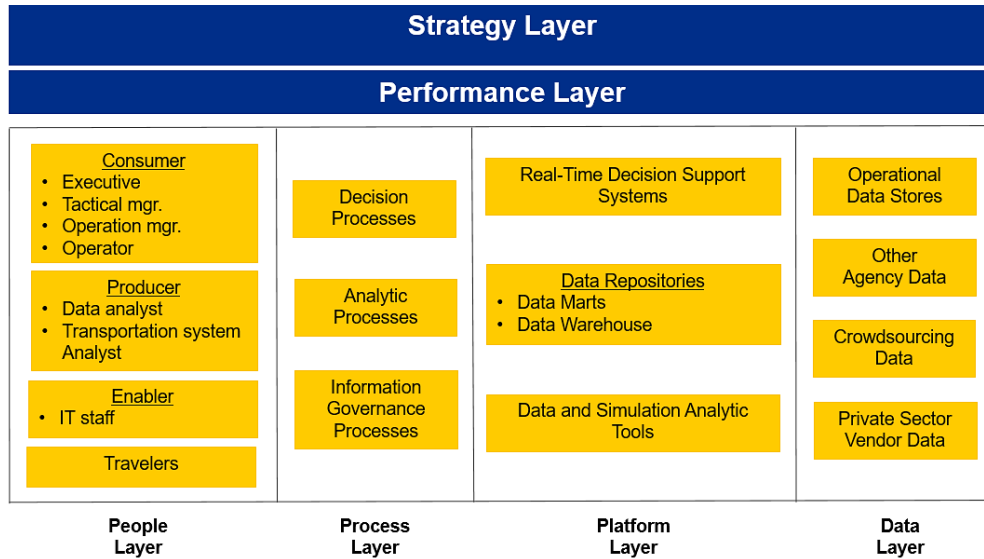 Strategy Layer
Performance Layer
Consumer
• Executive
• Tactical mgr.
• Operation mgr.
• Operator
Producer
• Data analyst
• Transportation system
Analyst
Enabler
• IT staff
Travelers
People
Layer
Decision
Processes
Analytic
Processes
Information
Governance
Processes
Process
Layer
Real-Time Decision Support
Systems
Data Repositories
• Data Marts
• Data Warehouse
Data and Simulation Analytic
Tools
Platform
Layer
Operational
Data Stores
Other
Agency Data
Crowdsourcing
Data
Private Sector
Vendor Data
Data
Layer